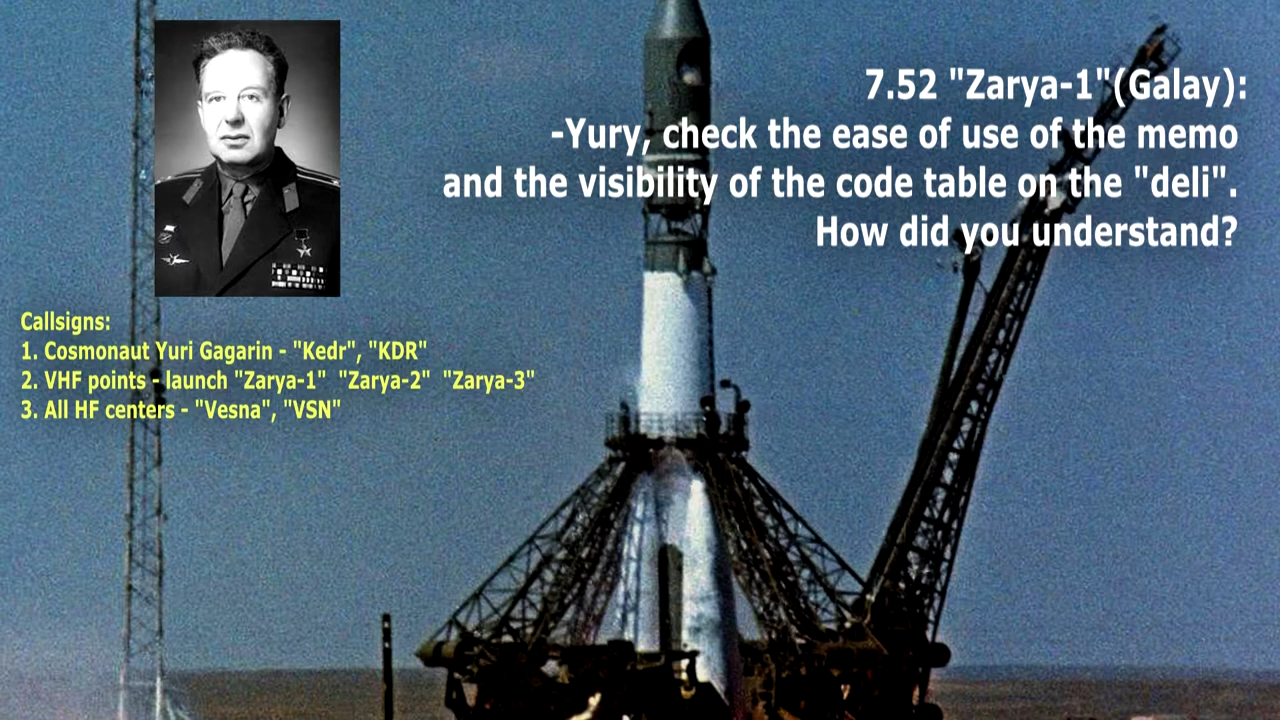 7.52 "Zarya-1"(Galay):
-Yury, check the ease of use of the memo
and the visibility of the code table on the "deli".
How did you understand?
Callsigns:
1. Cosmonaut Yuri Gagarin - "Kedr", "KDR"
2. VHF points - launch "Zarya-1" "Zarya-2" "Zarya-3"
3. All HF centers - "Vesna", "VSN"